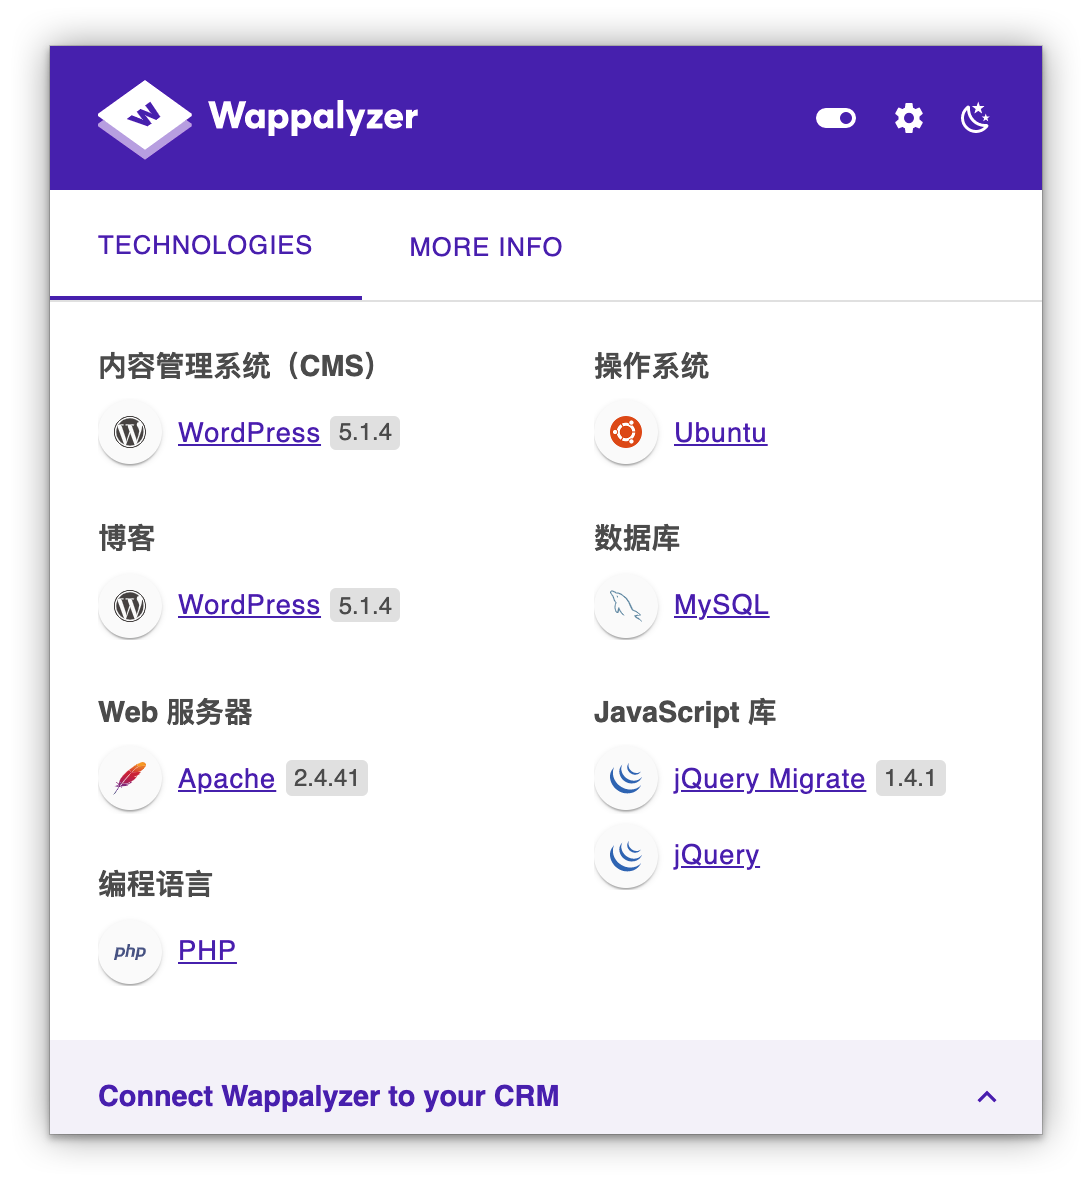 Wappalyzer
TECHNOLOGIES
MORE INFO
内容管理系统（CMS）
WordPress 5.1.4
博客
WordPress 5.1.4
Web 服务器
Apache 2.4.41
编程语言
php PHP
操作系统
Ubuntu
数据库
MySQL
JavaScript 库
jQuery Migrate 1.4.1
jQuery
Connect Wappalyzer to your CRM